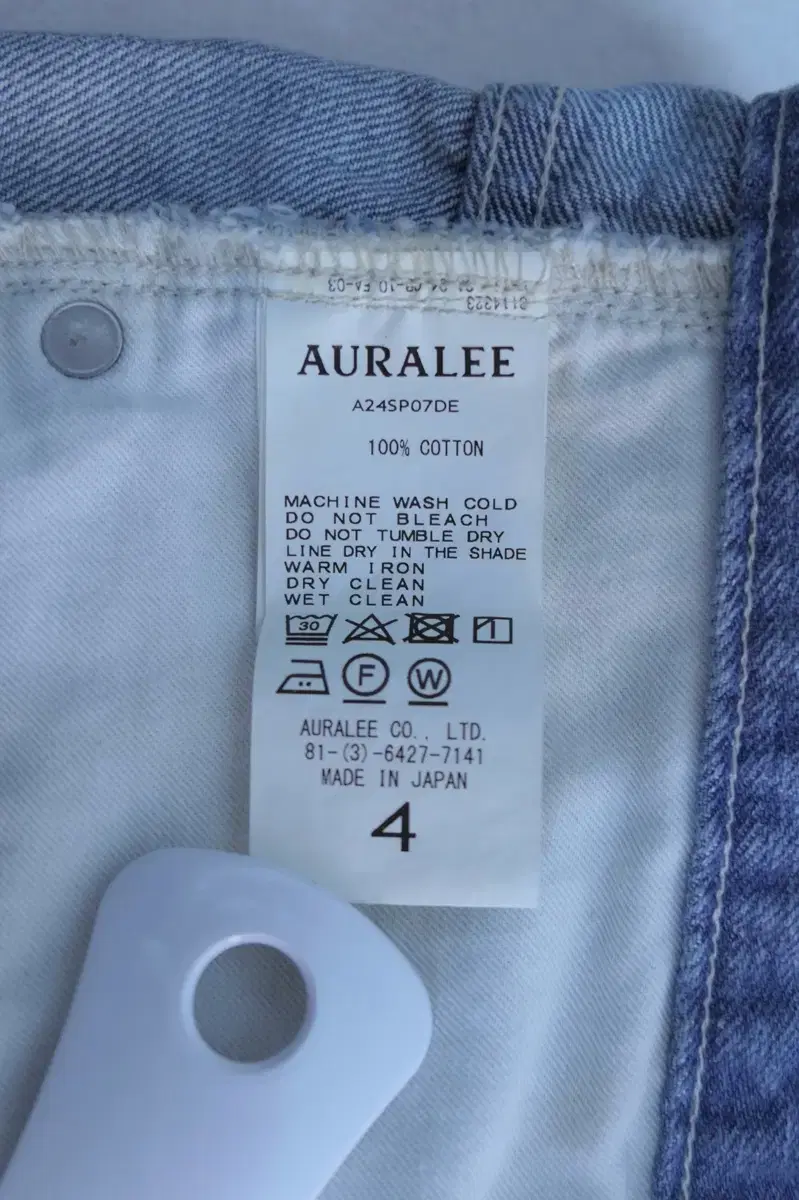 8114323
AURALEE
A24SP07DE
100% COTTON
MACHINE WASH COLD
DO NOT BLEACH
DO NOT TUMBLE DRY
LINE DRY IN THE SHADE
WARM IRON
DRY CLEAN
WET CLEAN
30
F W
AURALEE CO., LTD.
81-(3)-6427-7141
MADE IN JAPAN
4